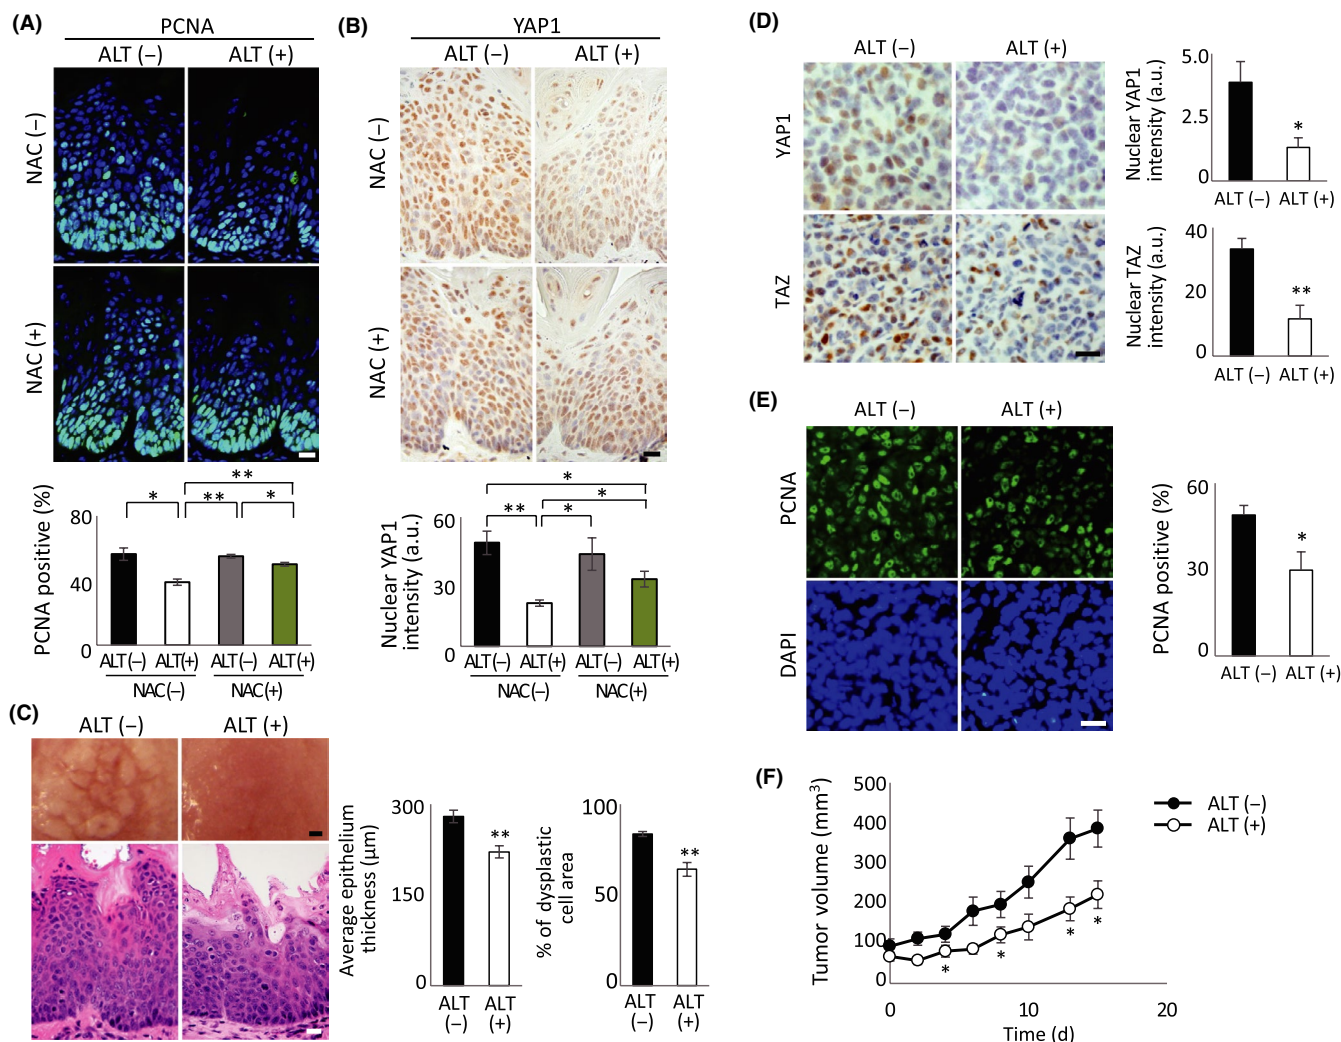 (A)
PCNA
ALT (−) ALT (+)
NAC (−)
NAC (+)
** 
* ** *
PCNA positive (%)
80
40
0
ALT(−) ALT(+) ALT(−) ALT(+)
NAC(−) NAC(+)
(B)
YAP1
ALT (−) ALT (+)
NAC (−)
NAC (+)
*
*
** *
Nuclear YAP1
intensity (a.u.)
60
30
0
ALT(−) ALT(+) ALT(−) ALT(+)
NAC(−) NAC(+)
(C)
ALT (−) ALT (+)
Average epithelium
thickness (μm)
300
150
0
**
ALT ALT
(−) (+)
% of dysplastic
cell area
100
50
0
**
ALT ALT
(−) (+)
(D)
ALT (−) ALT (+)
YAP1
TAZ
Nuclear YAP1
intensity (a.u.)
5.0
2.5
0
*
ALT (−) ALT (+)
Nuclear TAZ
intensity (a.u.)
40
20
0
**
ALT (−) ALT (+)
(E)
ALT (−) ALT (+)
PCNA
DAPI
PCNA positive (%)
60
30
0
*
ALT (−) ALT (+)
(F)
Tumor volume (mm³)
500
400
300
200
100
0
* * * *
0 10 20
Time (d)
ALT (−)
ALT (+)